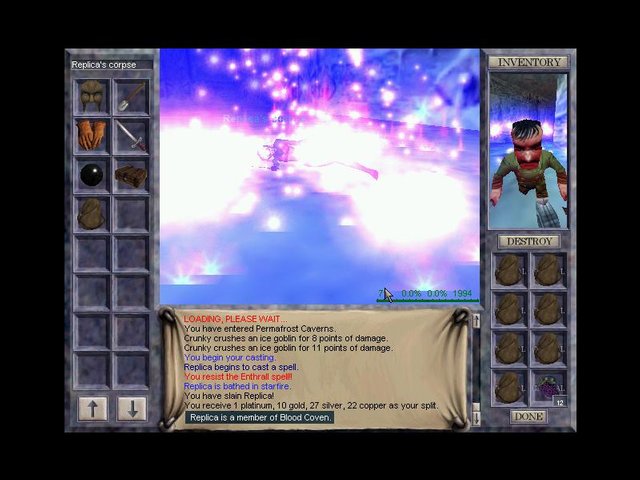 Replica's corpse
INVENTORY
DESTROY
0.0% 0.0% 1994
LOADING, PLEASE WAIT...
You have entered Permafrost Caverns.
Crunky crushes an ice goblin for 8 points of damage.
Crunky crushes an ice goblin for 11 points of damage.
You begin your casting.
Replica begins to cast a spell.
You resist the Enthrall spell!
Replica is bathed in starfire.
You have slain Replica!
You receive 1 platinum, 10 gold, 27 silver, 22 copper as your split.
Replica is a member of Blood Coven.
12
DONE